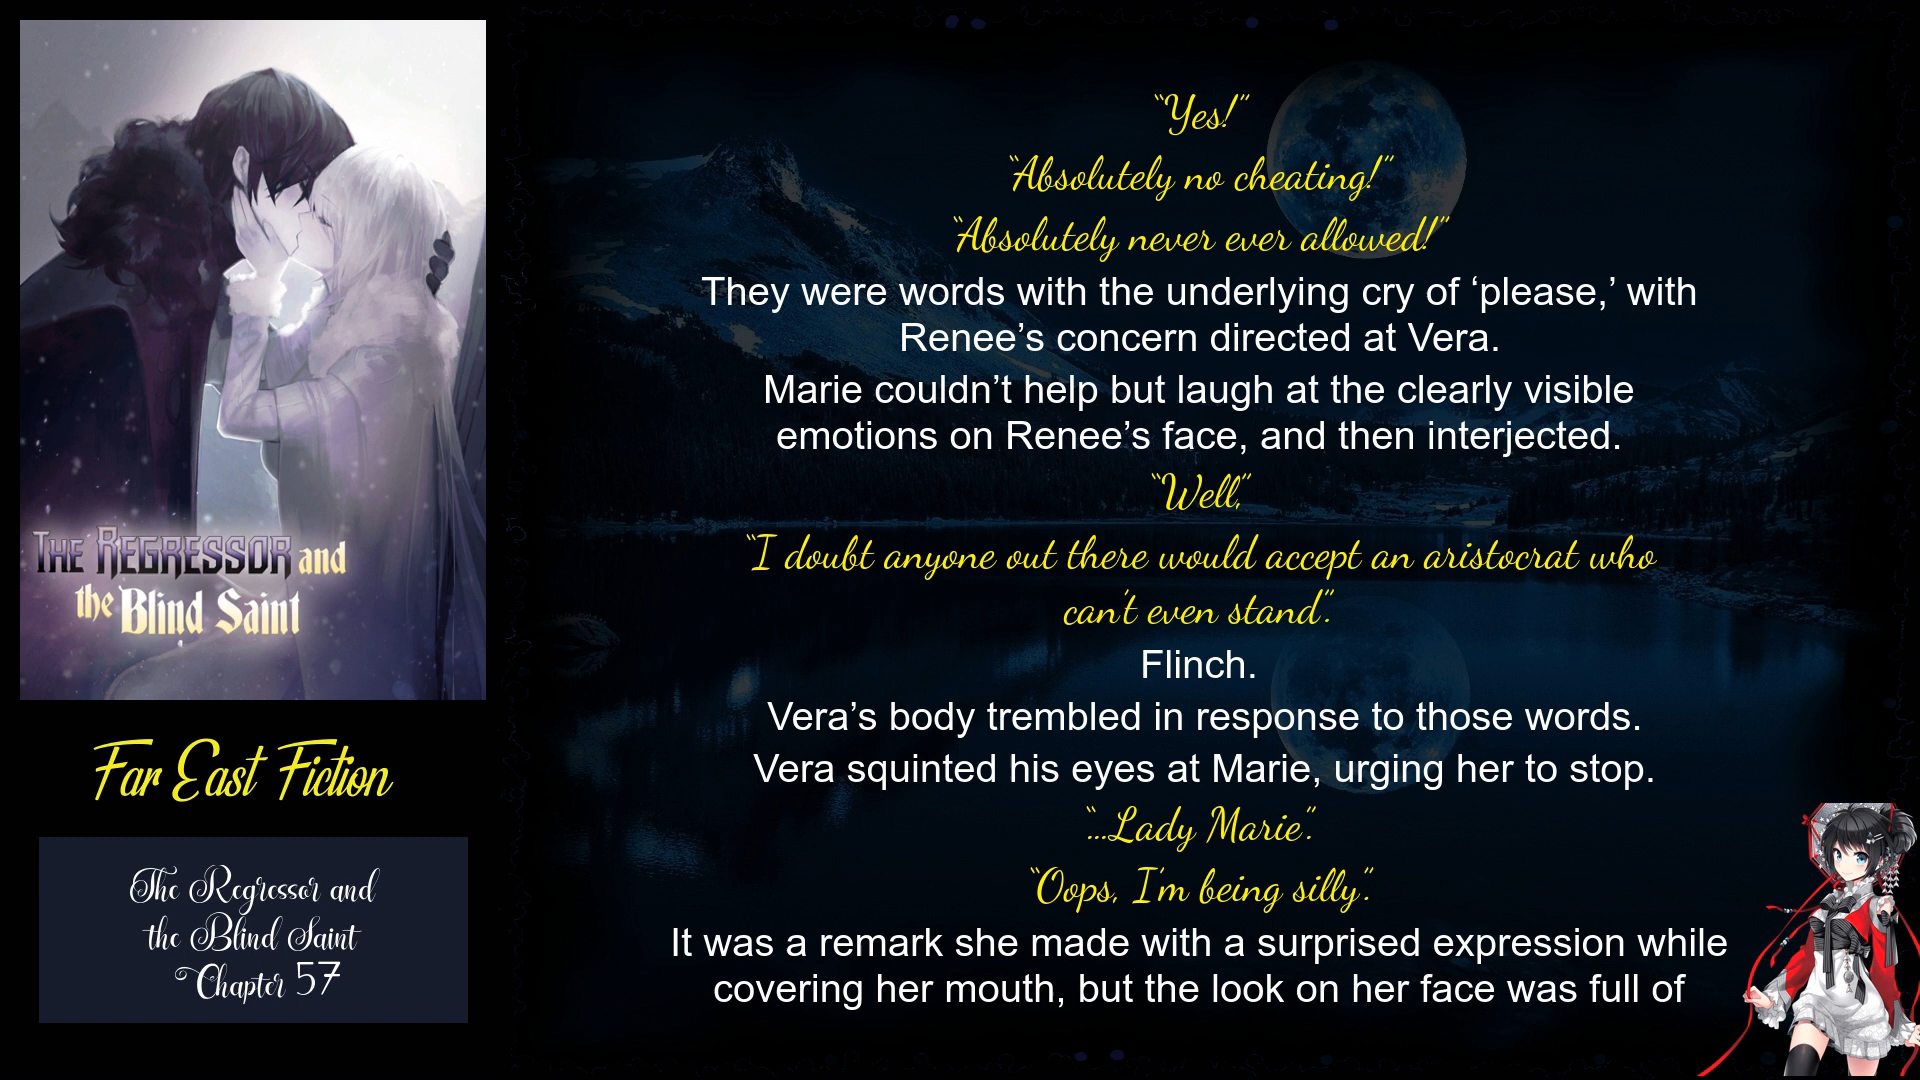 THE REGRESSOR and
the Blind Saint
Far East Fiction
The Regressor and
the Blind Saint
Chapter 57
“Yes!”
“Absolutely no cheating!”
“Absolutely never ever allowed!”
They were words with the underlying cry of ‘please,’ with
Renee’s concern directed at Vera.
Marie couldn’t help but laugh at the clearly visible
emotions on Renee’s face, and then interjected.
“Well,”
“I doubt anyone out there would accept an aristocrat who
can’t even stand”.
Flinch.
Vera’s body trembled in response to those words.
Vera squinted his eyes at Marie, urging her to stop.
“…Lady Marie”.
“Oops, I’m being silly”.
It was a remark she made with a surprised expression while
covering her mouth, but the look on her face was full of